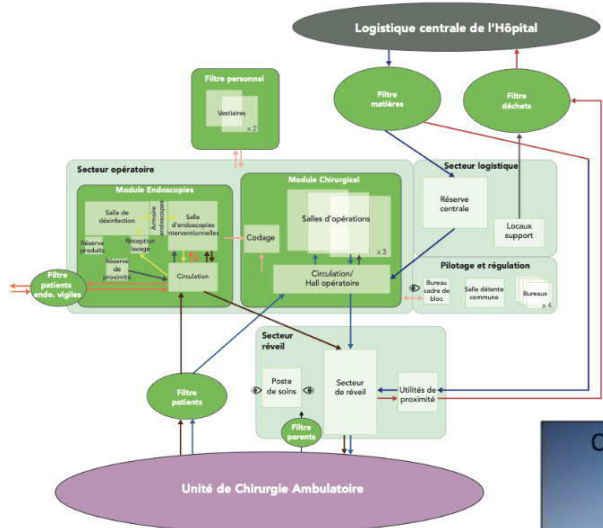 Logistique centrale de l'Hôpital
Filtre
matières
Filtre
déchets
Filtre personnel
Vestiaires
x 2
Secteur opératoire
Module Endoscopies
Salle de
désinfection
Armoire
endoscopes
Salle
d'endoscopies
interventionnelles
Réserve
produits
Réception
lavage
Réserve
de
proximité
Circulation
Filtre
patients
endo. vigiles
Module Chirurgical
Salles d'opérations
x 3
Codage
Circulation/
Hall opératoire
Secteur logistique
Réserve
centrale
Locaux
support
Pilotage et régulation
Bureau
cadre de
bloc
Salle détente
commune
Bureaux
x 4
Secteur
réveil
Poste
de soins
Secteur
de réveil
Utilités de
proximité
Filtre
patients
Filtre
parents
Unité de Chirurgie Ambulatoire